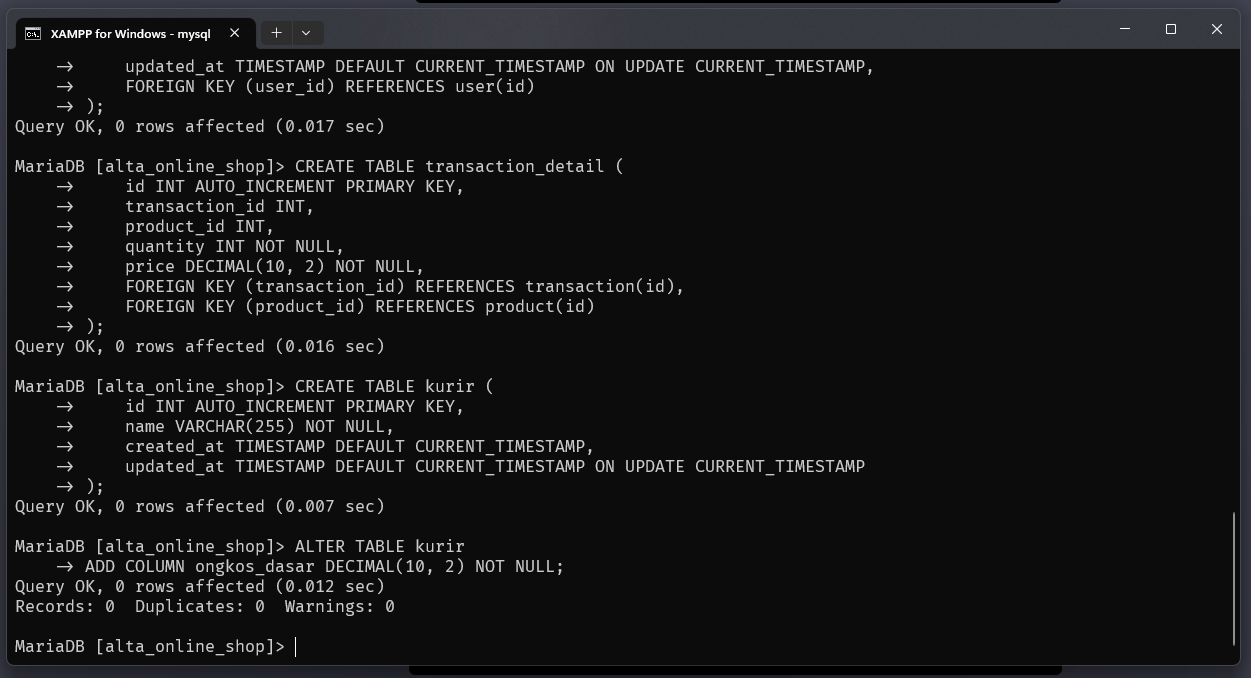 XAMPP for Windows - mysql
-> updated_at TIMESTAMP DEFAULT CURRENT_TIMESTAMP ON UPDATE CURRENT_TIMESTAMP,
-> FOREIGN KEY (user_id) REFERENCES user(id)
-> );
Query OK, 0 rows affected (0.017 sec)
MariaDB [alta_online_shop]> CREATE TABLE transaction_detail (
-> id INT AUTO_INCREMENT PRIMARY KEY,
-> transaction_id INT,
-> product_id INT,
-> quantity INT NOT NULL,
-> price DECIMAL(10, 2) NOT NULL,
-> FOREIGN KEY (transaction_id) REFERENCES transaction(id),
-> FOREIGN KEY (product_id) REFERENCES product(id)
-> );
Query OK, 0 rows affected (0.016 sec)
MariaDB [alta_online_shop]> CREATE TABLE kurir (
-> id INT AUTO_INCREMENT PRIMARY KEY,
-> name VARCHAR(255) NOT NULL,
-> created_at TIMESTAMP DEFAULT CURRENT_TIMESTAMP,
-> updated_at TIMESTAMP DEFAULT CURRENT_TIMESTAMP ON UPDATE CURRENT_TIMESTAMP
-> );
Query OK, 0 rows affected (0.007 sec)
MariaDB [alta_online_shop]> ALTER TABLE kurir
-> ADD COLUMN ongkos_dasar DECIMAL(10, 2) NOT NULL;
Query OK, 0 rows affected (0.012 sec)
Records: 0  Duplicates: 0  Warnings: 0
MariaDB [alta_online_shop]>